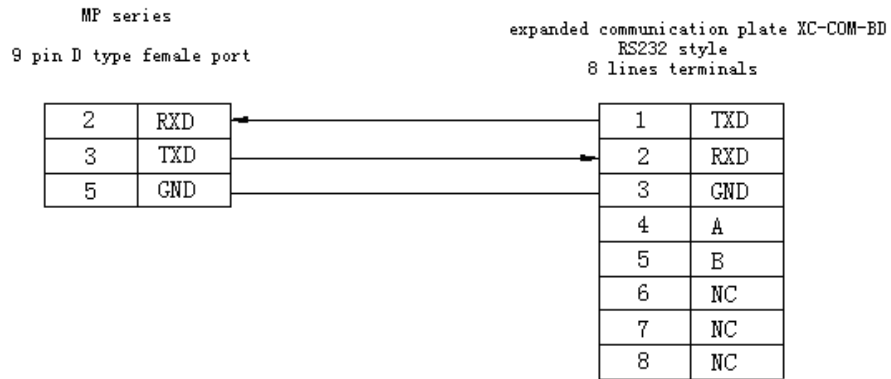 MP series
9 pin D type female port
expanded communication plate XC-COM-BD
RS232 style
8 lines terminals
2 RXD
3 TXD
5 GND
1 TXD
2 RXD
3 GND
4 A
5 B
6 NC
7 NC
8 NC